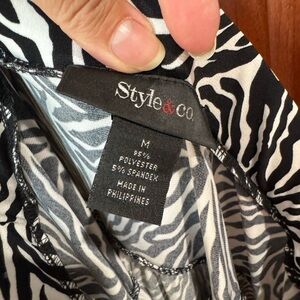 Style&co.
M
95%
POLYESTER
5% SPANDEX
MADE IN
PHILIPPINES